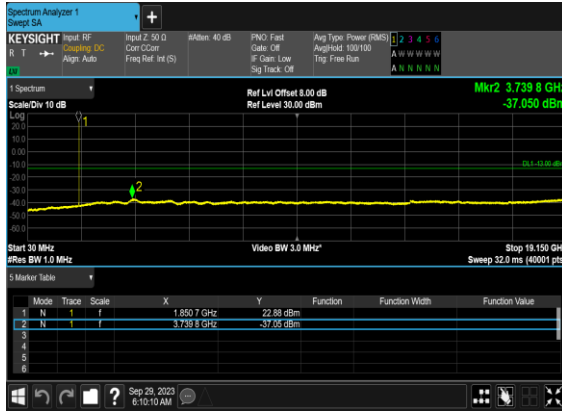 Spectrum Analyzer 1
Swept SA
KEYSIGHT Input: RF Input Z: 50 Ω #Atten: 40 dB PNO: Fast Avg Type: Power (RMS) 1 2 3 4 5 6
R T Coupling: DC Corr CCorr Gate: Off Avg|Hold: 100/100 A W W W W W
Align: Auto Freq Ref: Int (S) IF Gain: Low Trig: Free Run
LU Sig Track: Off A N N N N N
1 Spectrum Ref Lvl Offset 8.00 dB Mkr2 3.739 8 GHz
Scale/Div 10 dB Ref Level 30.00 dBm -37.050 dBm
Log
1
20.0
10.0
0.00
-10.0 DL1 -13.00 dBm
-20.0
-30.0 2
-40.0
-50.0
-60.0
Start 30 MHz Video BW 3.0 MHz* Stop 19.150 GHz
#Res BW 1.0 MHz Sweep 32.0 ms (40001 pts)
5 Marker Table
Mode Trace Scale X Y Function Function Width Function Value
1 N 1 f 1.850 7 GHz 22.88 dBm
2 N 1 f 3.739 8 GHz -37.05 dBm
3
4
5
6
? Sep 29, 2023
6:10:10 AM